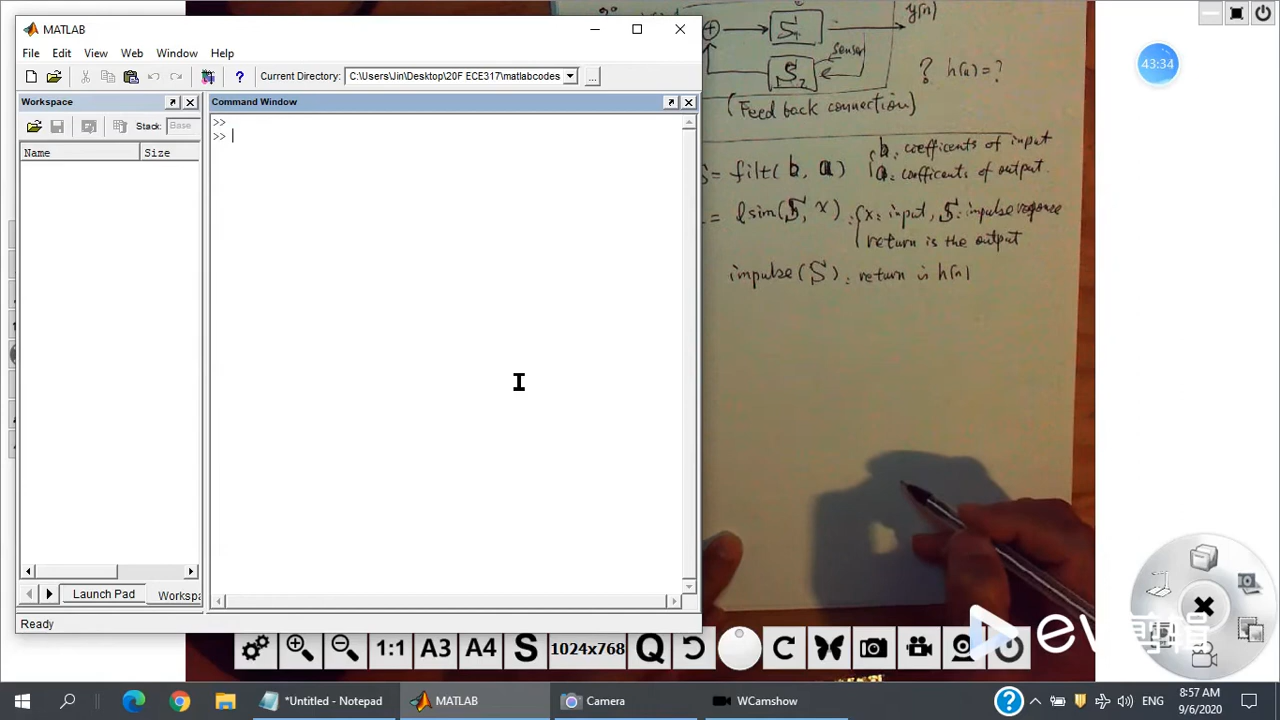 MATLAB
File Edit View Web Window Help
? Current Directory: C:\Users\Jin\Desktop\20F ECE317\matlabcodes ...
Workspace
Stack: Base
Name Size
Launch Pad Workspa
Ready
Command Window
>>
>>
y(n)
S
sensor
S2
? h(n)=?
(Feed back connection)
S= filt( b, a) b: coefficents of input
a: coefficents of output.
= lsim(S, x) : x: input, S: impulse response
return is the output
impulse(S): return is h(n)
43:34
1:1 A3 A4 S 1024x768 Q
剪辑
*Untitled - Notepad
MATLAB
Camera
WCamshow
ENG
8:57 AM
9/6/2020